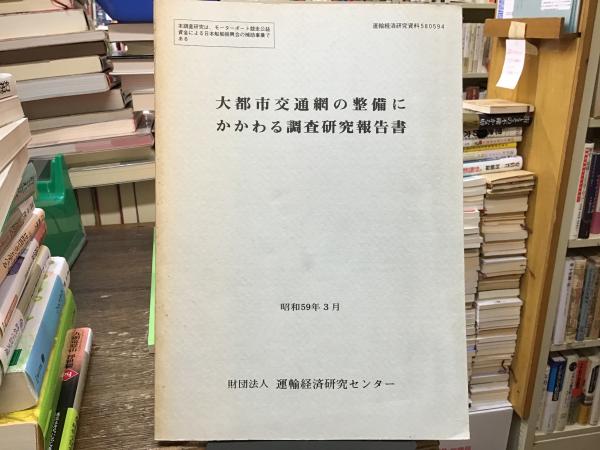 本調査研究は、モーターボート競走公益
資金による日本船舶振興会の補助事業で
ある
運輸経済研究資料580594
大都市交通網の整備に
かかわる調査研究報告書
昭和59年3月
財団法人 運輸経済研究センター